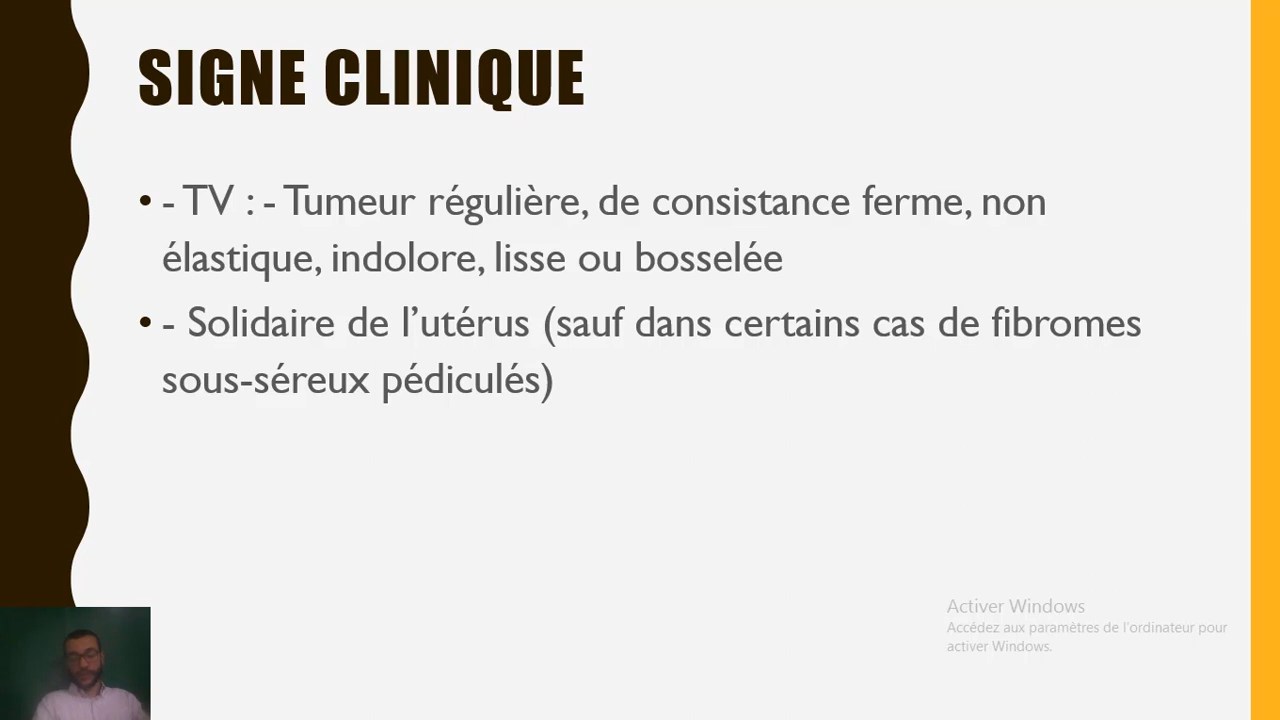 SIGNE CLINIQUE
• - TV : - Tumeur régulière, de consistance ferme, non
élastique, indolore, lisse ou bosselée
• - Solidaire de l’utérus (sauf dans certains cas de fibromes
sous-séreux pédiculés)
Activer Windows
Accédez aux paramètres de l'ordinateur pour
activer Windows.